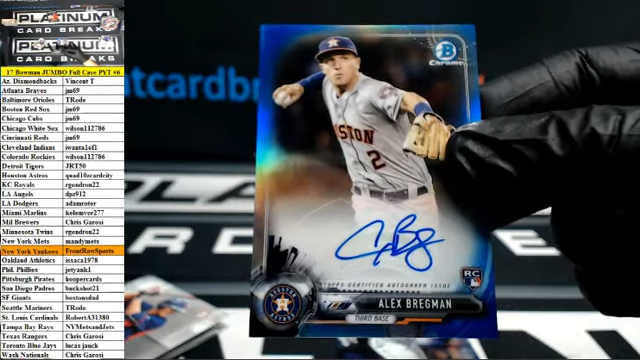 PLATINUM
CARD BREAKS
PLATINUM
CARD BREAKS
17 Bowman JUMBO Full Case PYT #6
Az. Diamondbacks Vincent T
Atlanta Braves jm69
Baltimore Orioles TRode
Boston Red Sox jm69
Chicago Cubs jm69
Chicago White Sox wilson112786
Cincinnati Reds jm69
Cleveland Indians iwanta1of1
Colorado Rockies wilson112786
Detroit Tigers JRT50
Houston Astros quad10zardcity
KC Royals rgendron22
LA Angels dpz912
LA Dodgers adamroter
Miami Marlins kelemvor277
Mil Brewers Chris Garosi
Minnesota Twins rgendron22
New York Mets mandymets
New York Yankees FrontRowSports
Oakland Athletics issaca1978
Phil. Phillies jetyank1
Pittsburgh Pirates hoopercards
San Diego Padres buckshot21
SF Giants bostonsdad
Seattle Mariners TRode
St. Louis Cardinals RobertA31380
Tampa Bay Rays NYMetsandJets
Texas Rangers Chris Garosi
Toronto Blue Jays lucas jauch
Wash Nationals Chris Garosi
B
Chrome
STON
2
TOPPS-CERTIFIED AUTOGRAPH ISSUE
RC
ALEX BREGMAN
THIRD BASE
HOUSTON
ASTROS